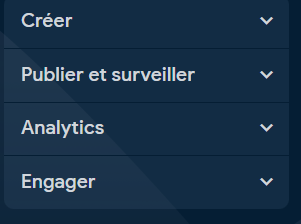 Créer
Publier et surveiller
Analytics
Engager